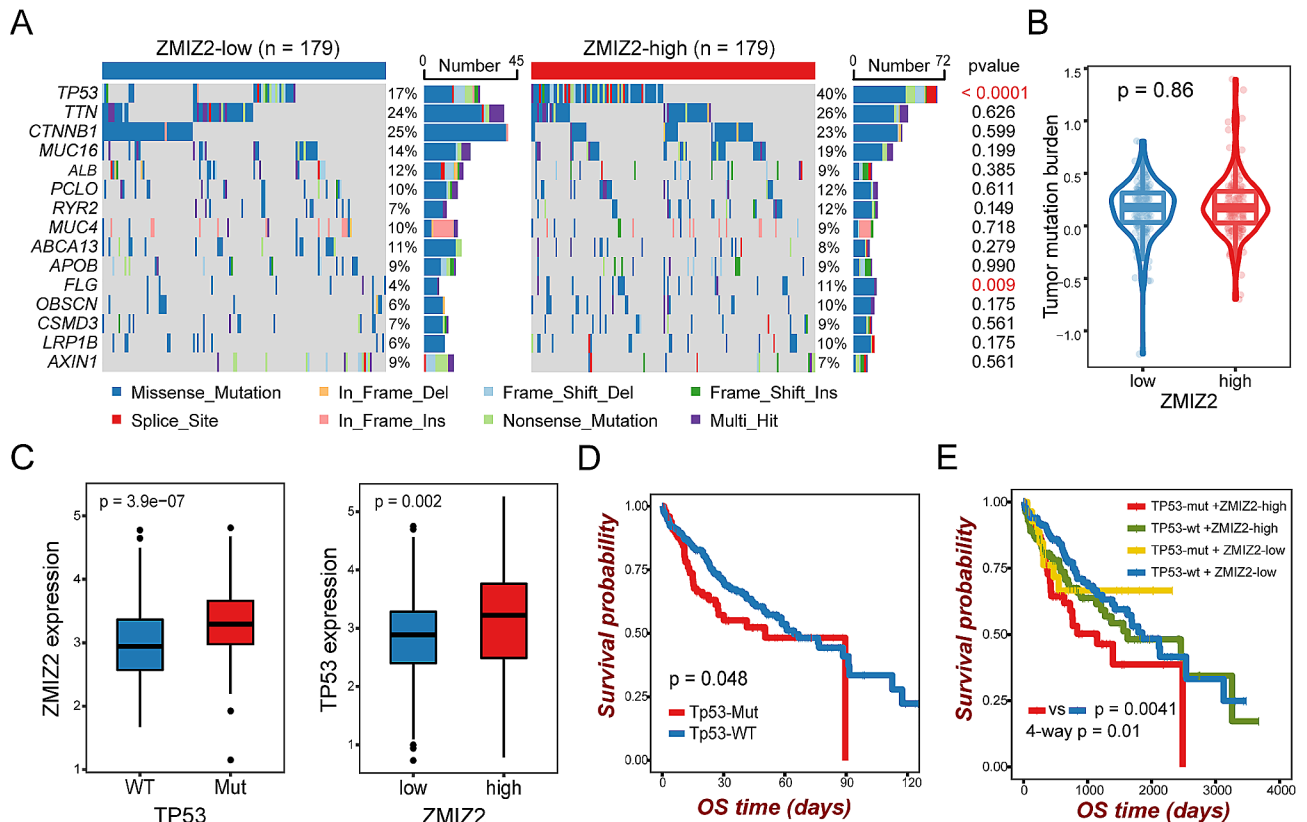 A
ZMIZ2-low (n = 179)
0 Number 45
ZMIZ2-high (n = 179)
0 Number 72
pvalue
TP53 17% 40% < 0.0001
TTN 24% 26% 0.626
CTNNB1 25% 23% 0.599
MUC16 14% 19% 0.199
ALB 12% 9% 0.385
PCLO 10% 12% 0.611
RYR2 7% 12% 0.149
MUC4 10% 9% 0.718
ABCA13 11% 8% 0.279
APOB 9% 9% 0.990
FLG 4% 11% 0.009
OBSCN 6% 10% 0.175
CSMD3 7% 9% 0.561
LRP1B 6% 10% 0.175
AXIN1 9% 7% 0.561
Missense_Mutation In_Frame_Del Frame_Shift_Del Frame_Shift_Ins
Splice_Site In_Frame_Ins Nonsense_Mutation Multi_Hit
B
p = 0.86
Tumor mutation burden
1.5
1.0
0.5
0.0
−0.5
−1.0
low high
ZMIZ2
C
p = 3.9e−07
ZMIZ2 expression
5
4
3
2
1
WT Mut
TP53
p = 0.002
TP53 expression
5
4
3
2
1
low high
ZMIZ2
D
Survival probability
1.00
0.75
0.50
0.25
0.00
p = 0.048
Tp53-Mut
Tp53-WT
0 30 60 90 120
OS time (days)
E
Survival probability
1.00
0.75
0.50
0.25
0.00
TP53-mut +ZMIZ2-high
TP53-wt +ZMIZ2-high
TP53-mut + ZMIZ2-low
TP53-wt + ZMIZ2-low
vs p = 0.0041
4-way p = 0.01
0 1000 2000 3000 4000
OS time (days)